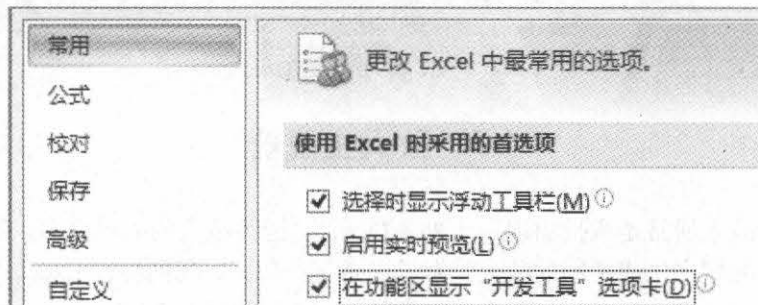 常用
公式
校对
保存
高级
自定义
更改 Excel 中最常用的选项。
使用 Excel 时采用的首选项
选择时显示浮动工具栏(M)
启用实时预览(L)
在功能区显示“开发工具”选项卡(D)